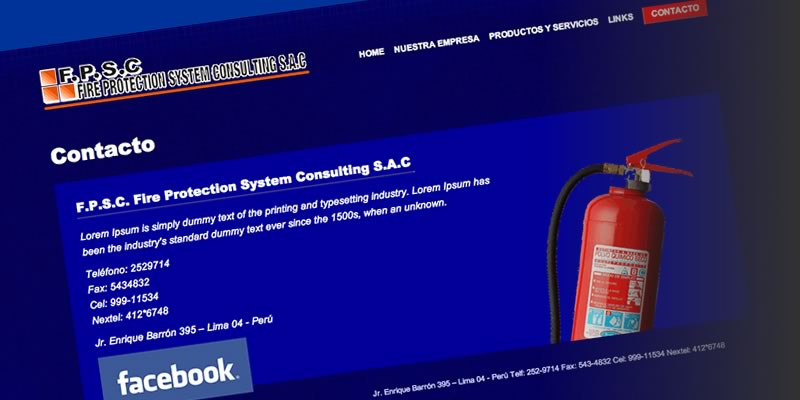 F.P.S.C
FIRE PROTECTION SYSTEM CONSULTING S.A.C
HOME NUESTRA EMPRESA PRODUCTOS Y SERVICIOS LINKS CONTACTO
Contacto
F.P.S.C. Fire Protection System Consulting S.A.C
Lorem Ipsum is simply dummy text of the printing and typesetting industry. Lorem Ipsum has
been the industry's standard dummy text ever since the 1500s, when an unknown.
Teléfono: 2529714
Fax: 5434832
Cel: 999-11534
Nextel: 412*6748
Jr. Enrique Barrón 395 – Lima 04 - Perú
facebook.
Jr. Enrique Barrón 395 – Lima 04 - Perú Telf: 252-9714 Fax: 543-4832 Cel: 999-11534 Nextel: 412*6748